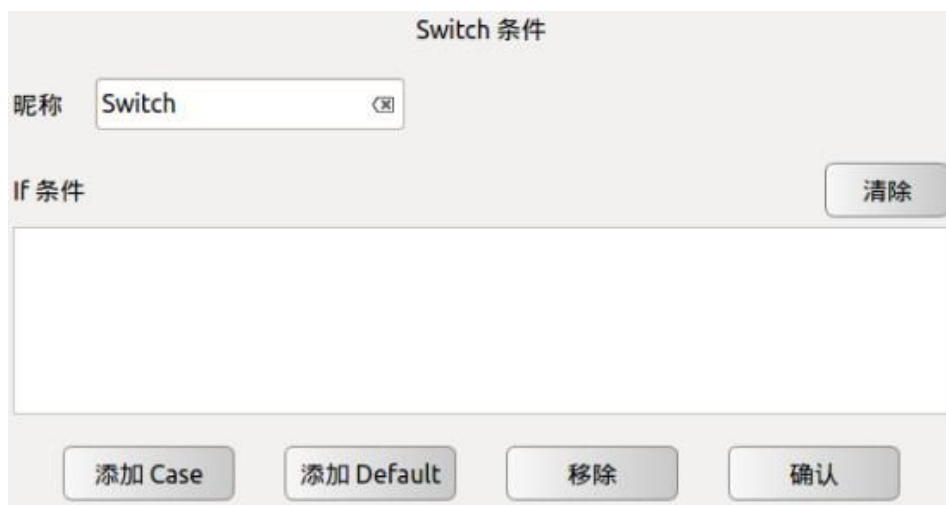 Switch 条件
昵称 Switch
If 条件 清除
添加 Case 添加 Default 移除 确认